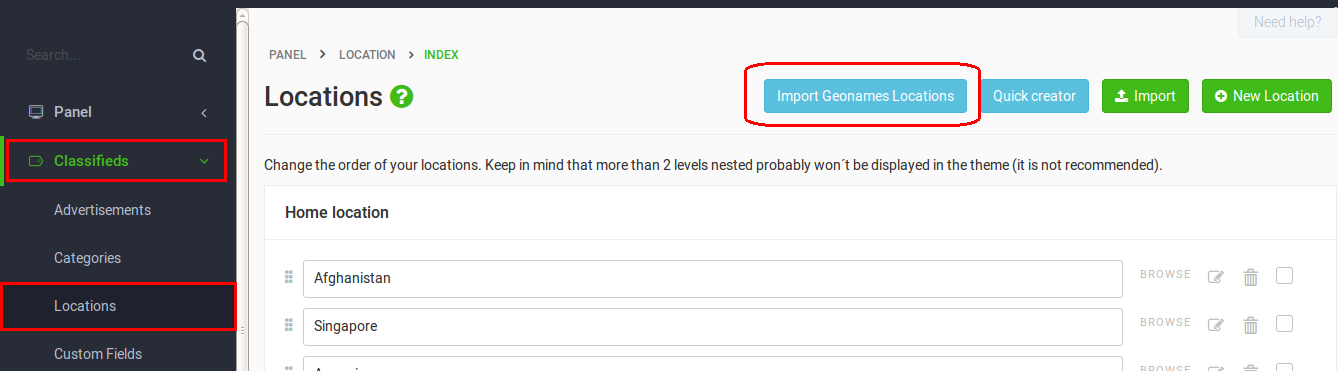 Need help?
Search...
PANEL > LOCATION > INDEX
Locations ?
Import Geonames Locations
Quick creator
Import
New Location
Panel
Classifieds
Advertisements
Categories
Locations
Custom Fields
Change the order of your locations. Keep in mind that more than 2 levels nested probably won´t be displayed in the theme (it is not recommended).
Home location
Afghanistan BROWSE
Singapore BROWSE
BROWSE